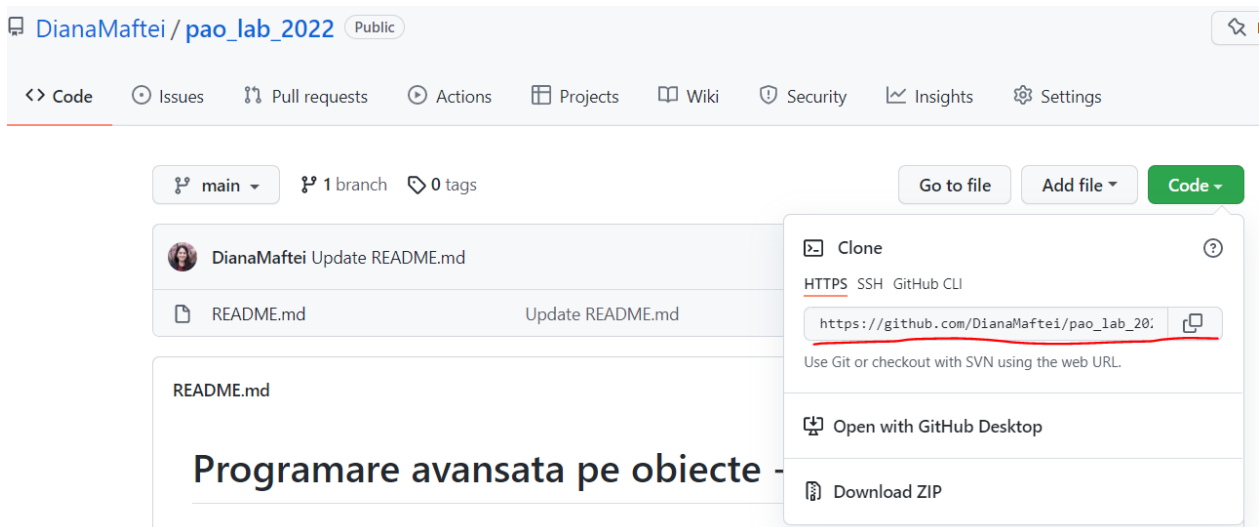 DianaMaftei / pao_lab_2022 Public
Code Issues Pull requests Actions Projects Wiki Security Insights Settings
main 1 branch 0 tags Go to file Add file Code
DianaMaftei Update README.md
README.md Update README.md
Clone
HTTPS SSH GitHub CLI
https://github.com/DianaMaftei/pao_lab_202
Use Git or checkout with SVN using the web URL.
Open with GitHub Desktop
Download ZIP
README.md
Programare avansata pe obiecte -